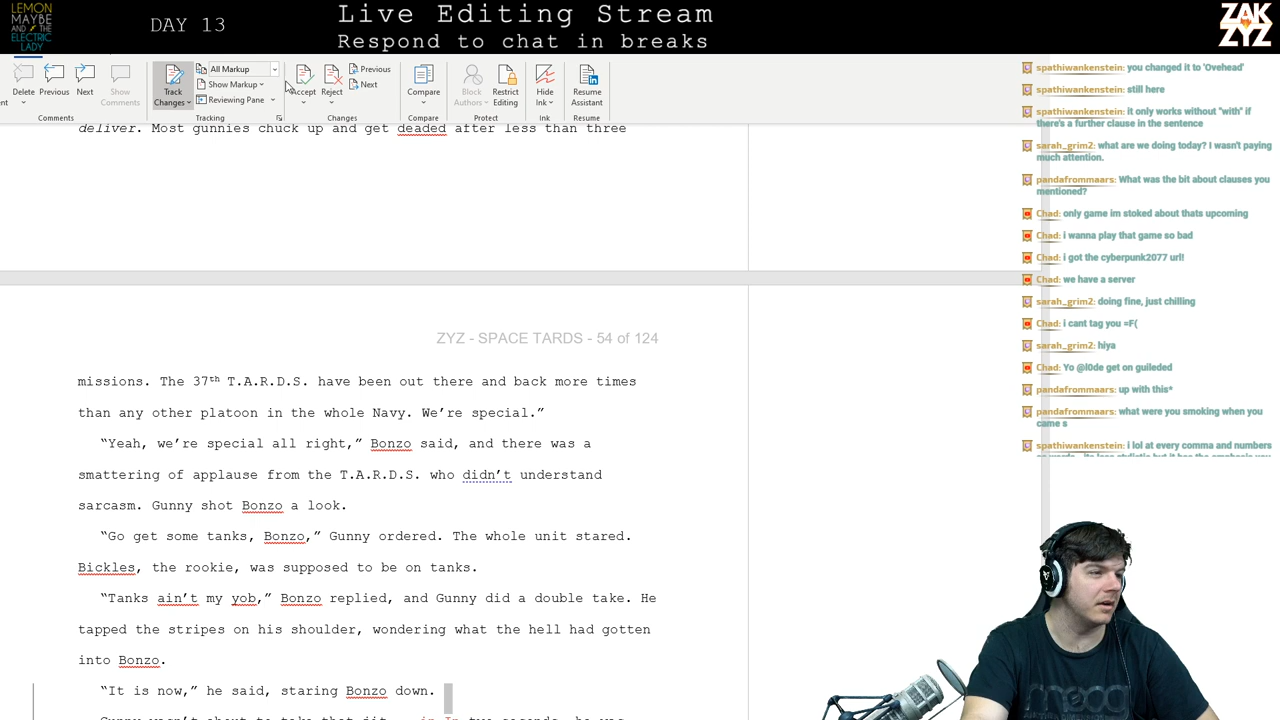 LEMON
MAYBE
AND THE
ELECTRIC
LADY
DAY 13
Live Editing Stream
Respond to chat in breaks
ZAK
ZYZ
Delete
Previous
Next
Show
Comments
Comments
Track
Changes
All Markup
Show Markup
Reviewing Pane
Tracking
Accept
Reject
Previous
Next
Changes
Compare
Compare
Block
Authors
Restrict
Editing
Protect
Hide
Ink
Ink
Resume
Assistant
Resume
deliver. Most gunnies chuck up and get deaded after less than three
ZYZ - SPACE TARDS - 54 of 124
missions. The 37th T.A.R.D.S. have been out there and back more times
than any other platoon in the whole Navy. We’re special.”
“Yeah, we’re special all right,” Bonzo said, and there was a
smattering of applause from the T.A.R.D.S. who didn’t understand
sarcasm. Gunny shot Bonzo a look.
“Go get some tanks, Bonzo,” Gunny ordered. The whole unit stared.
Bickles, the rookie, was supposed to be on tanks.
“Tanks ain’t my yob,” Bonzo replied, and Gunny did a double take. He
tapped the stripes on his shoulder, wondering what the hell had gotten
into Bonzo.
“It is now,” he said, staring Bonzo down.
spathiwankenstein: you changed it to 'Ovehead'
spathiwankenstein: still here
spathiwankenstein: it only works without "with" if
there's a further clause in the sentence
sarah_grim2: what are we doing today? I wasn't paying
much attention.
pandafrommaars: What was the bit about clauses you
mentioned?
Chad: only game im stoked about thats upcoming
Chad: i wanna play that game so bad
Chad: i got the cyberpunk2077 url!
Chad: we have a server
sarah_grim2: doing fine, just chilling
Chad: i cant tag you =F(
sarah_grim2: hiya
Chad: Yo @l0de get on guileded
pandafrommaars: up with this*
pandafrommaars: what were you smoking when you
came s
spathiwankenstein: i lol at every comma and numbers
moog